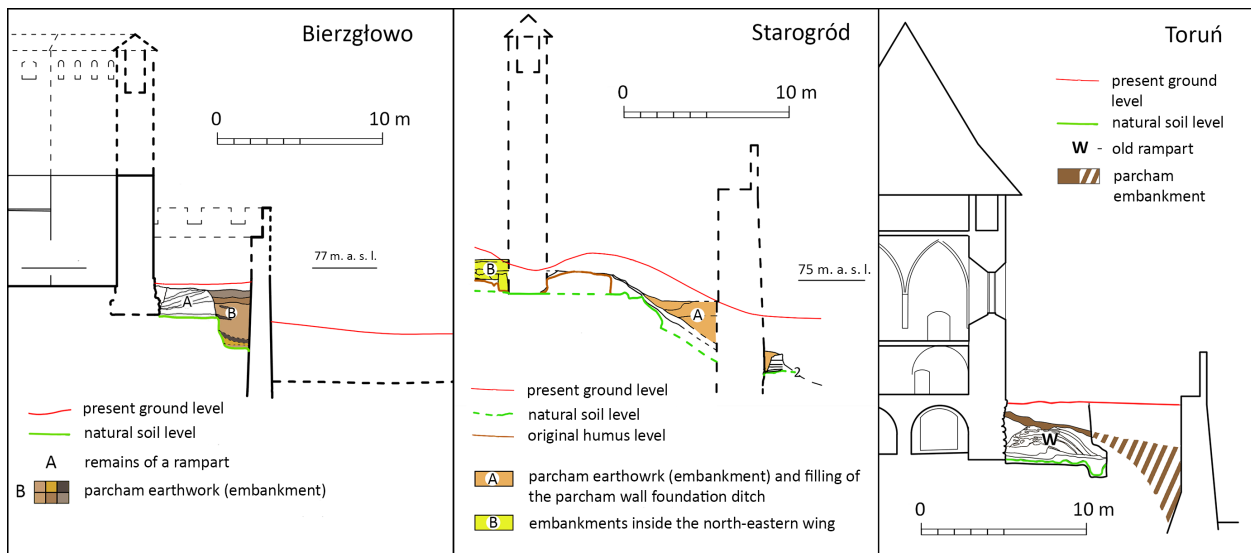 Bierzgłowo
0
10 m
77 m. a. s. l.
A
B
present ground level
natural soil level
A remains of a rampart
B parcham earthwork (embankment)
Starogród
0
10 m
B
75 m. a. s. l.
A
2
present ground level
natural soil level
original humus level
A parcham earthowrk (embankment) and filling of
the parcham wall foundation ditch
B embankments inside the north-eastern wing
Toruń
present ground
level
natural soil level
W - old rampart
parcham
embankment
W
0
10 m